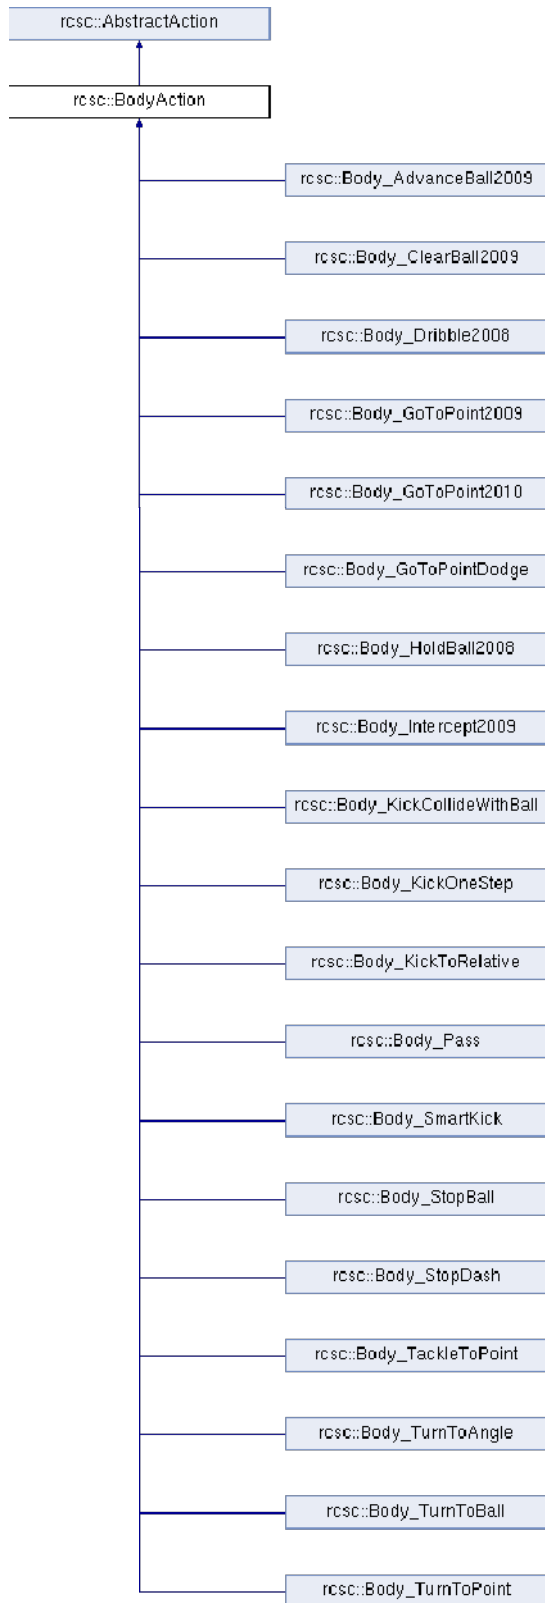 rcsc::AbstractAction
rcsc::BodyAction
rcsc::Body_AdvanceBall2009
rcsc::Body_ClearBall2009
rcsc::Body_Dribble2008
rcsc::Body_GoToPoint2009
rcsc::Body_GoToPoint2010
rcsc::Body_GoToPointDodge
rcsc::Body_HoldBall2008
rcsc::Body_Intercept2009
rcsc::Body_KickCollideWithBall
rcsc::Body_KickOneStep
rcsc::Body_KickToRelative
rcsc::Body_Pass
rcsc::Body_SmartKick
rcsc::Body_StopBall
rcsc::Body_StopDash
rcsc::Body_TackleToPoint
rcsc::Body_TurnToAngle
rcsc::Body_TurnToBall
rcsc::Body_TurnToPoint